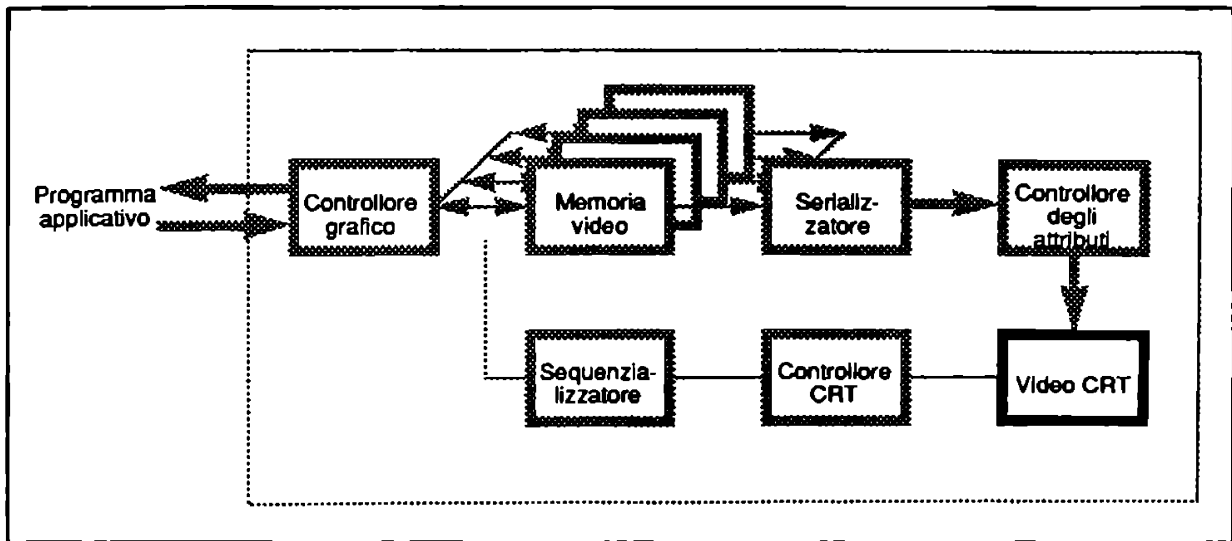 Programma
applicativo
Controllore
grafico
Memoria
video
Serializ-
zatore
Controllore
degli
attributi
Sequenzia-
lizzatore
Controllore
CRT
Video CRT